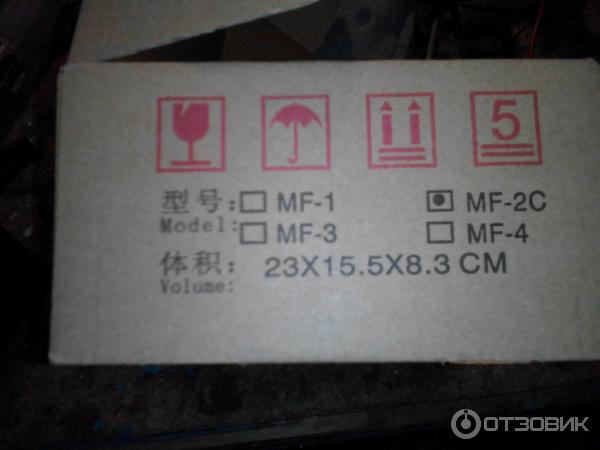 5
型号: □ MF-1 ▣ MF-2C
Model: □ MF-3 □ MF-4
体积: 23X15.5X8.3 CM
Volume:
ОТЗОВИК